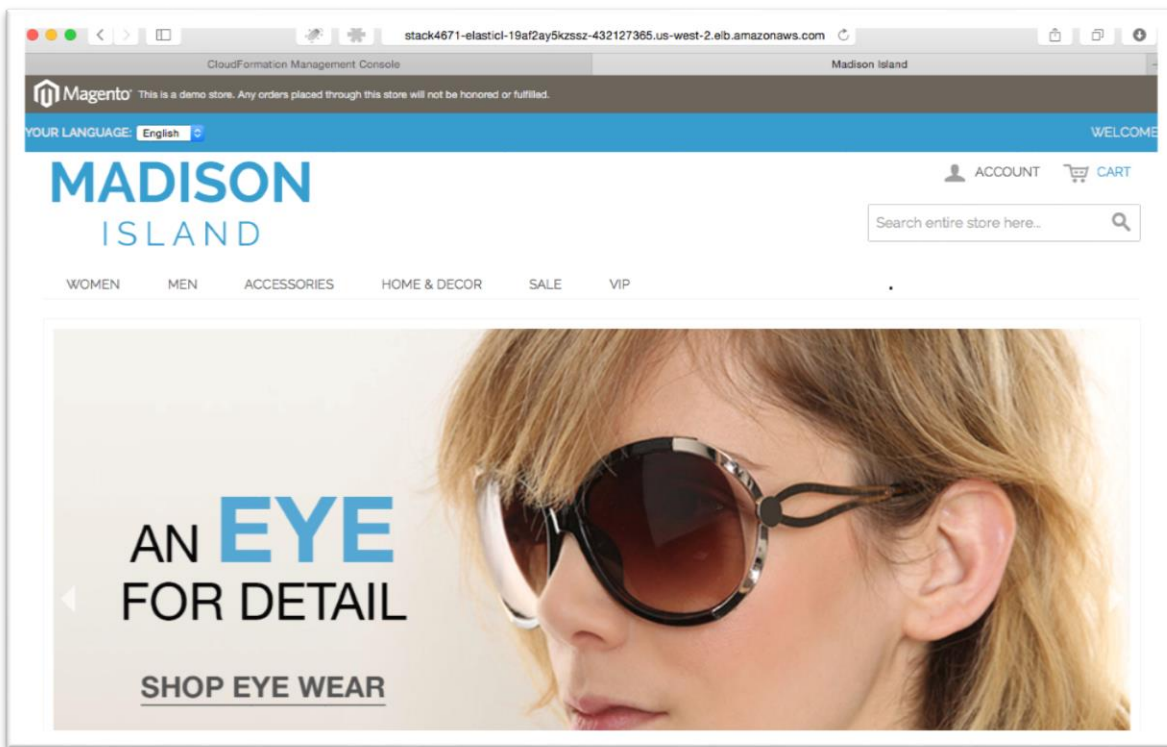 stack4671-elasticl-19af2ay5kzssz-432127365.us-west-2.elb.amazonaws.com
CloudFormation Management Console
Madison Island
Magento® This is a demo store. Any orders placed through this store will not be honored or fulfilled.
YOUR LANGUAGE: English
WELCOME
MADISON
ISLAND
ACCOUNT
CART
Search entire store here...
WOMEN MEN ACCESSORIES HOME & DECOR SALE VIP
AN EYE
FOR DETAIL
SHOP EYE WEAR